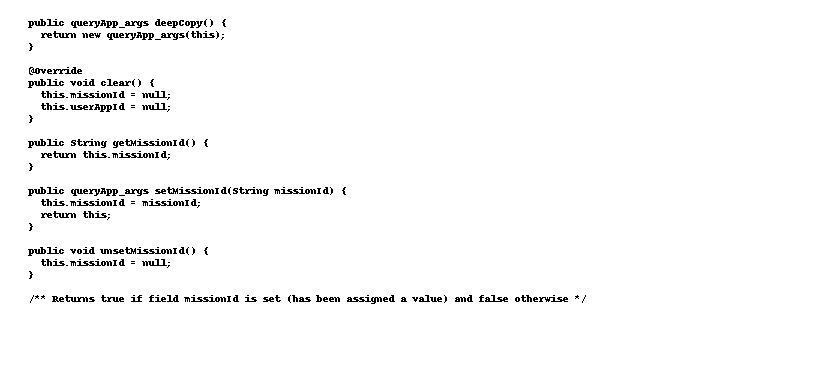 public queryApp_args deepCopy() {
return new queryApp_args(this);
}
@Override
public void clear() {
this.missionId = null;
this.userAppId = null;
}
public String getMissionId() {
return this.missionId;
}
public queryApp_args setMissionId(String missionId) {
this.missionId = missionId;
return this;
}
public void unsetMissionId() {
this.missionId = null;
}
/** Returns true if field missionId is set (has been assigned a value) and false otherwise */